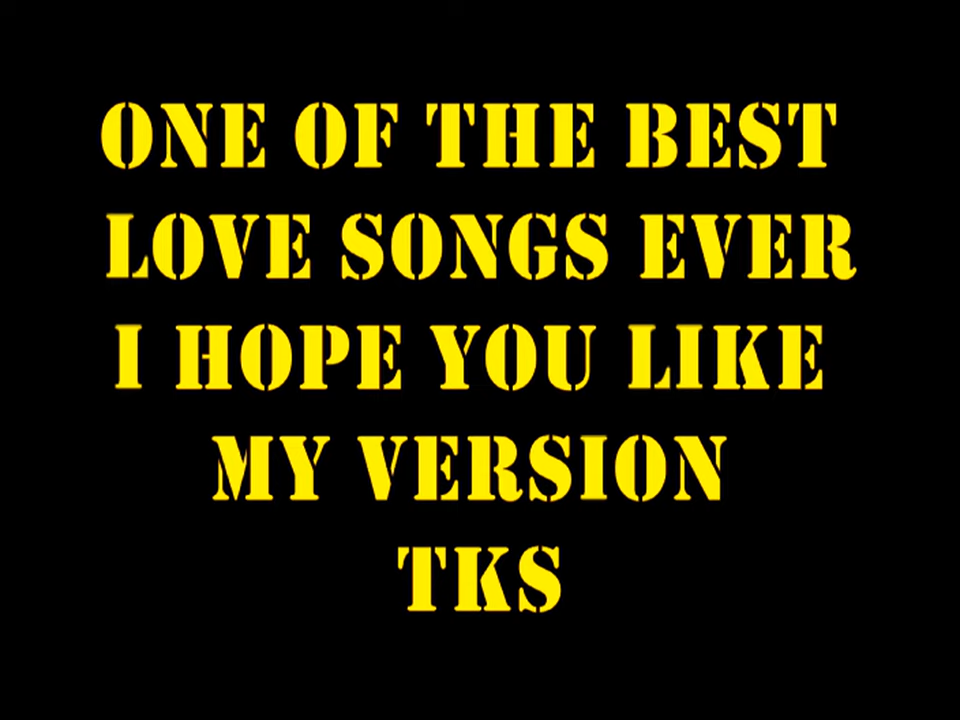 ONE OF THE BEST
LOVE SONGS EVER
I HOPE YOU LIKE
MY VERSION
TKS